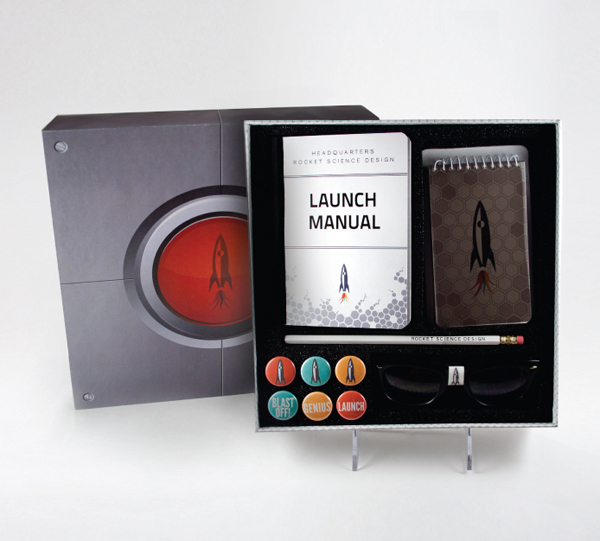 HEADQUARTERS
ROCKET SCIENCE DESIGN
LAUNCH
MANUAL
ROCKET SCIENCE DESIGN
BLAST
OFF!
GENIUS
LAUNCH